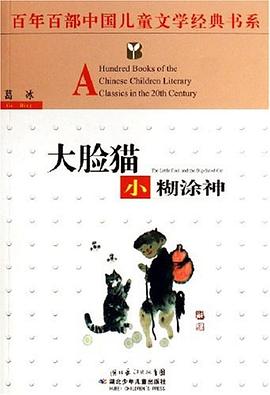 百年百部中国儿童文学经典书系
A Hundred Books of the
Chinese Children Literary
Classics in the 20th Century
葛 冰
Ge Bing
大脸猫
小糊涂神
湖北少年儿童出版社
HUBEI CHILDREN'S PRESS